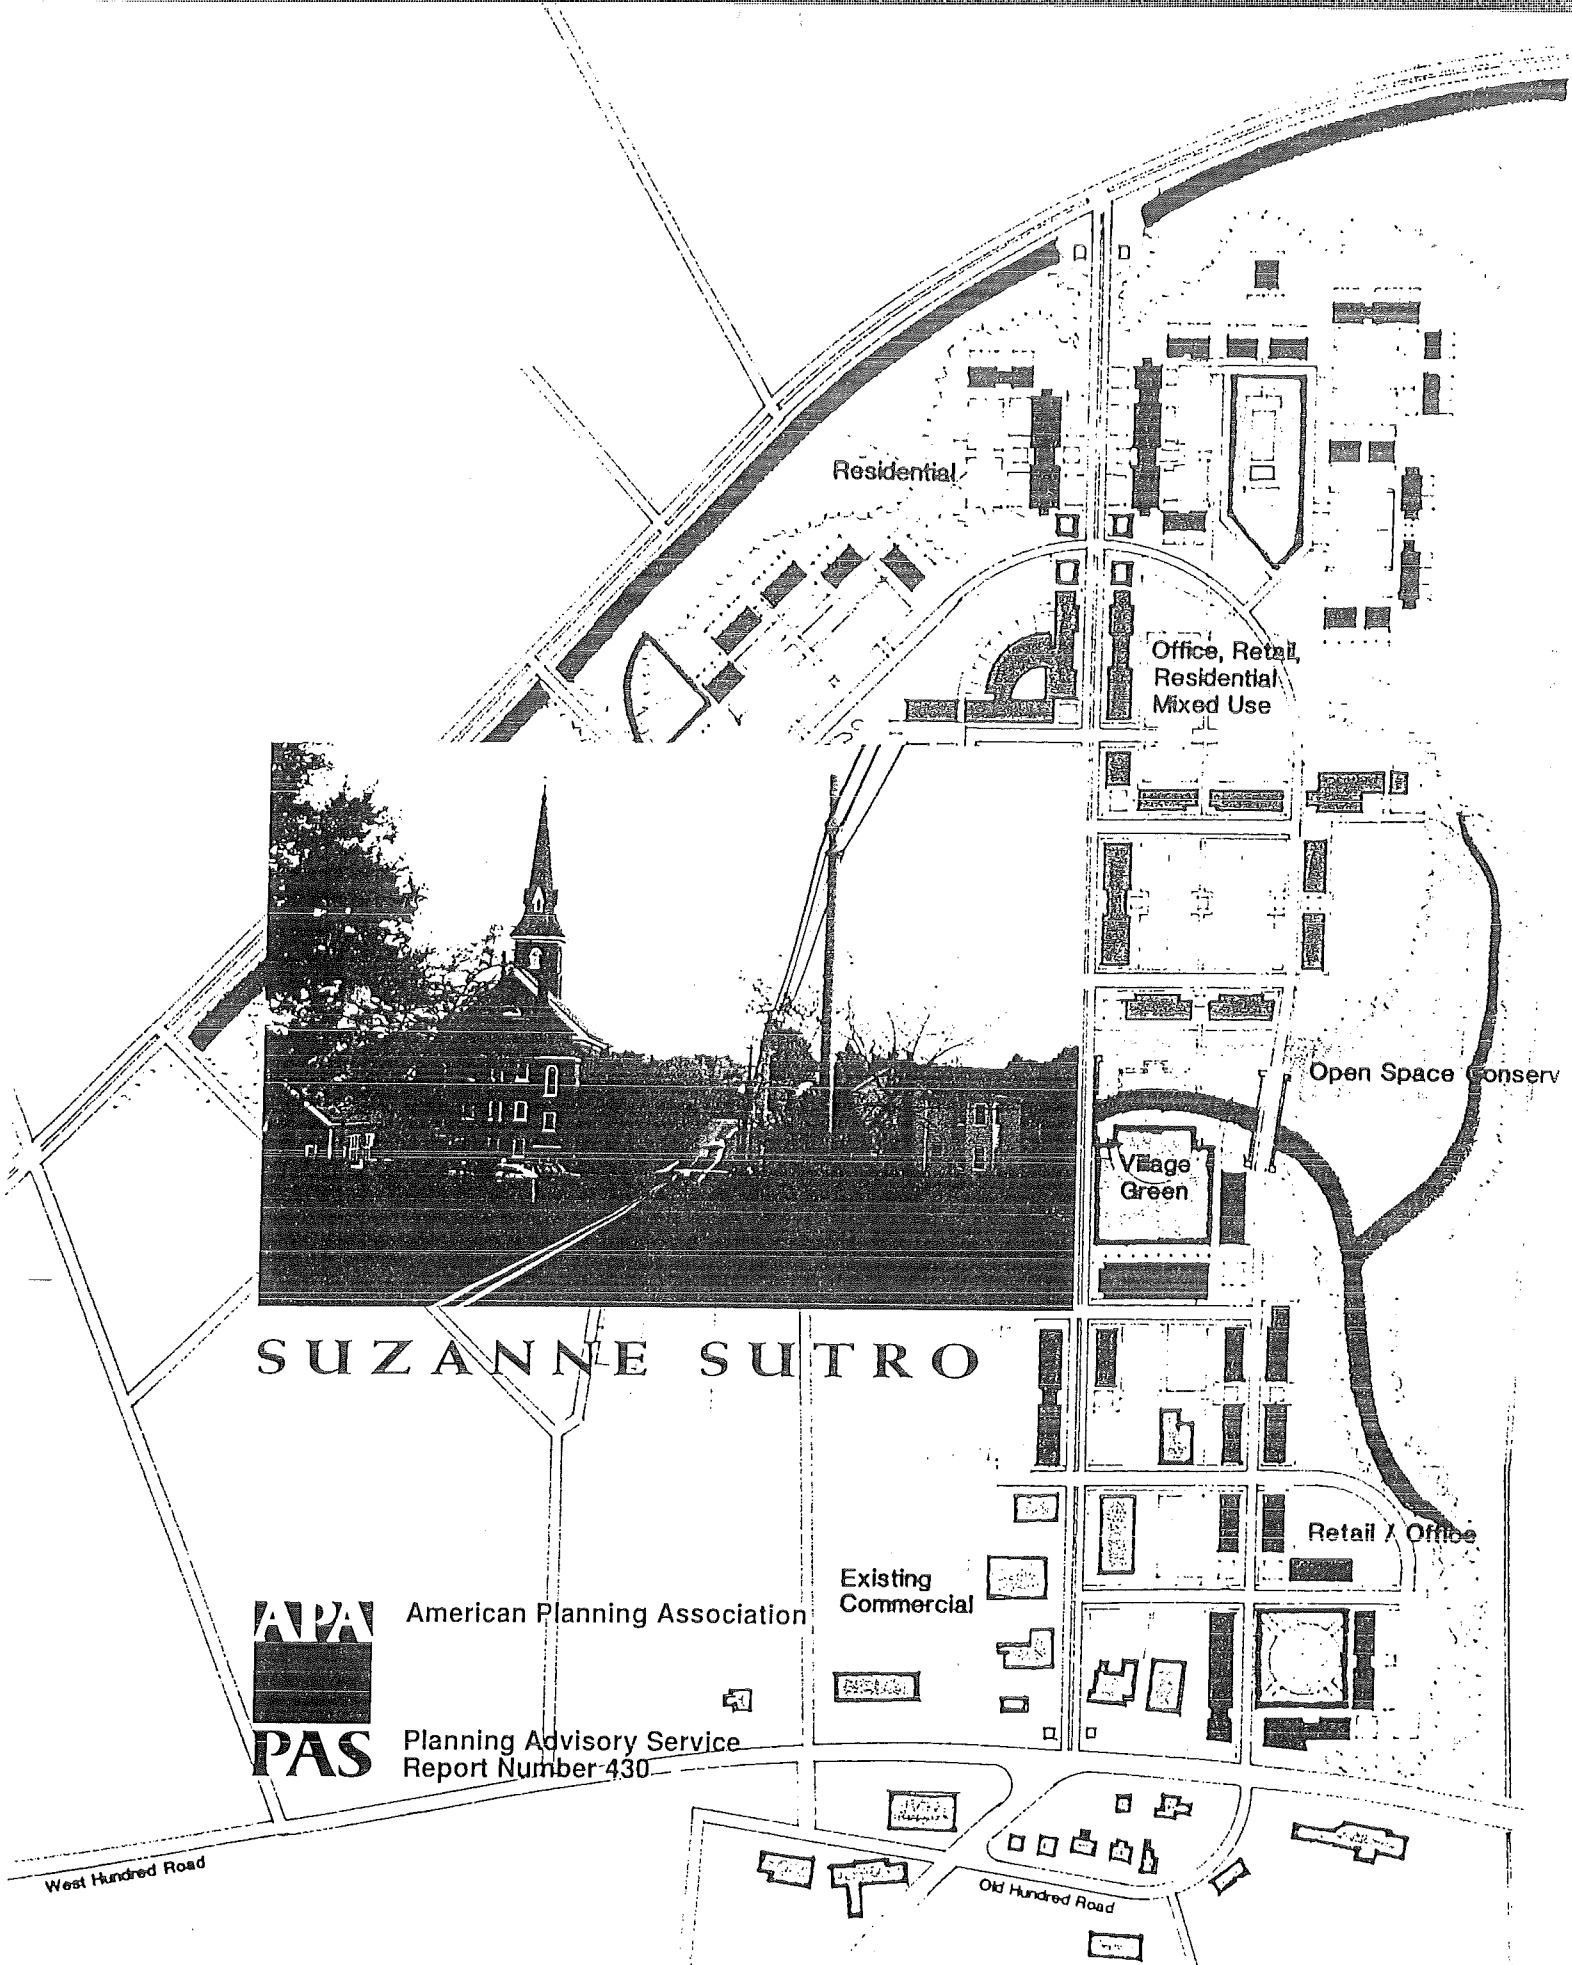 Residential
Office, Retail,
Residential
Mixed Use
Open Space Conserv
Village
Green
SUZANNE SUTRO
Retail / Office
Existing
Commercial
APA
American Planning Association
PAS
Planning Advisory Service
Report Number 430
West Hundred Road
Old Hundred Road